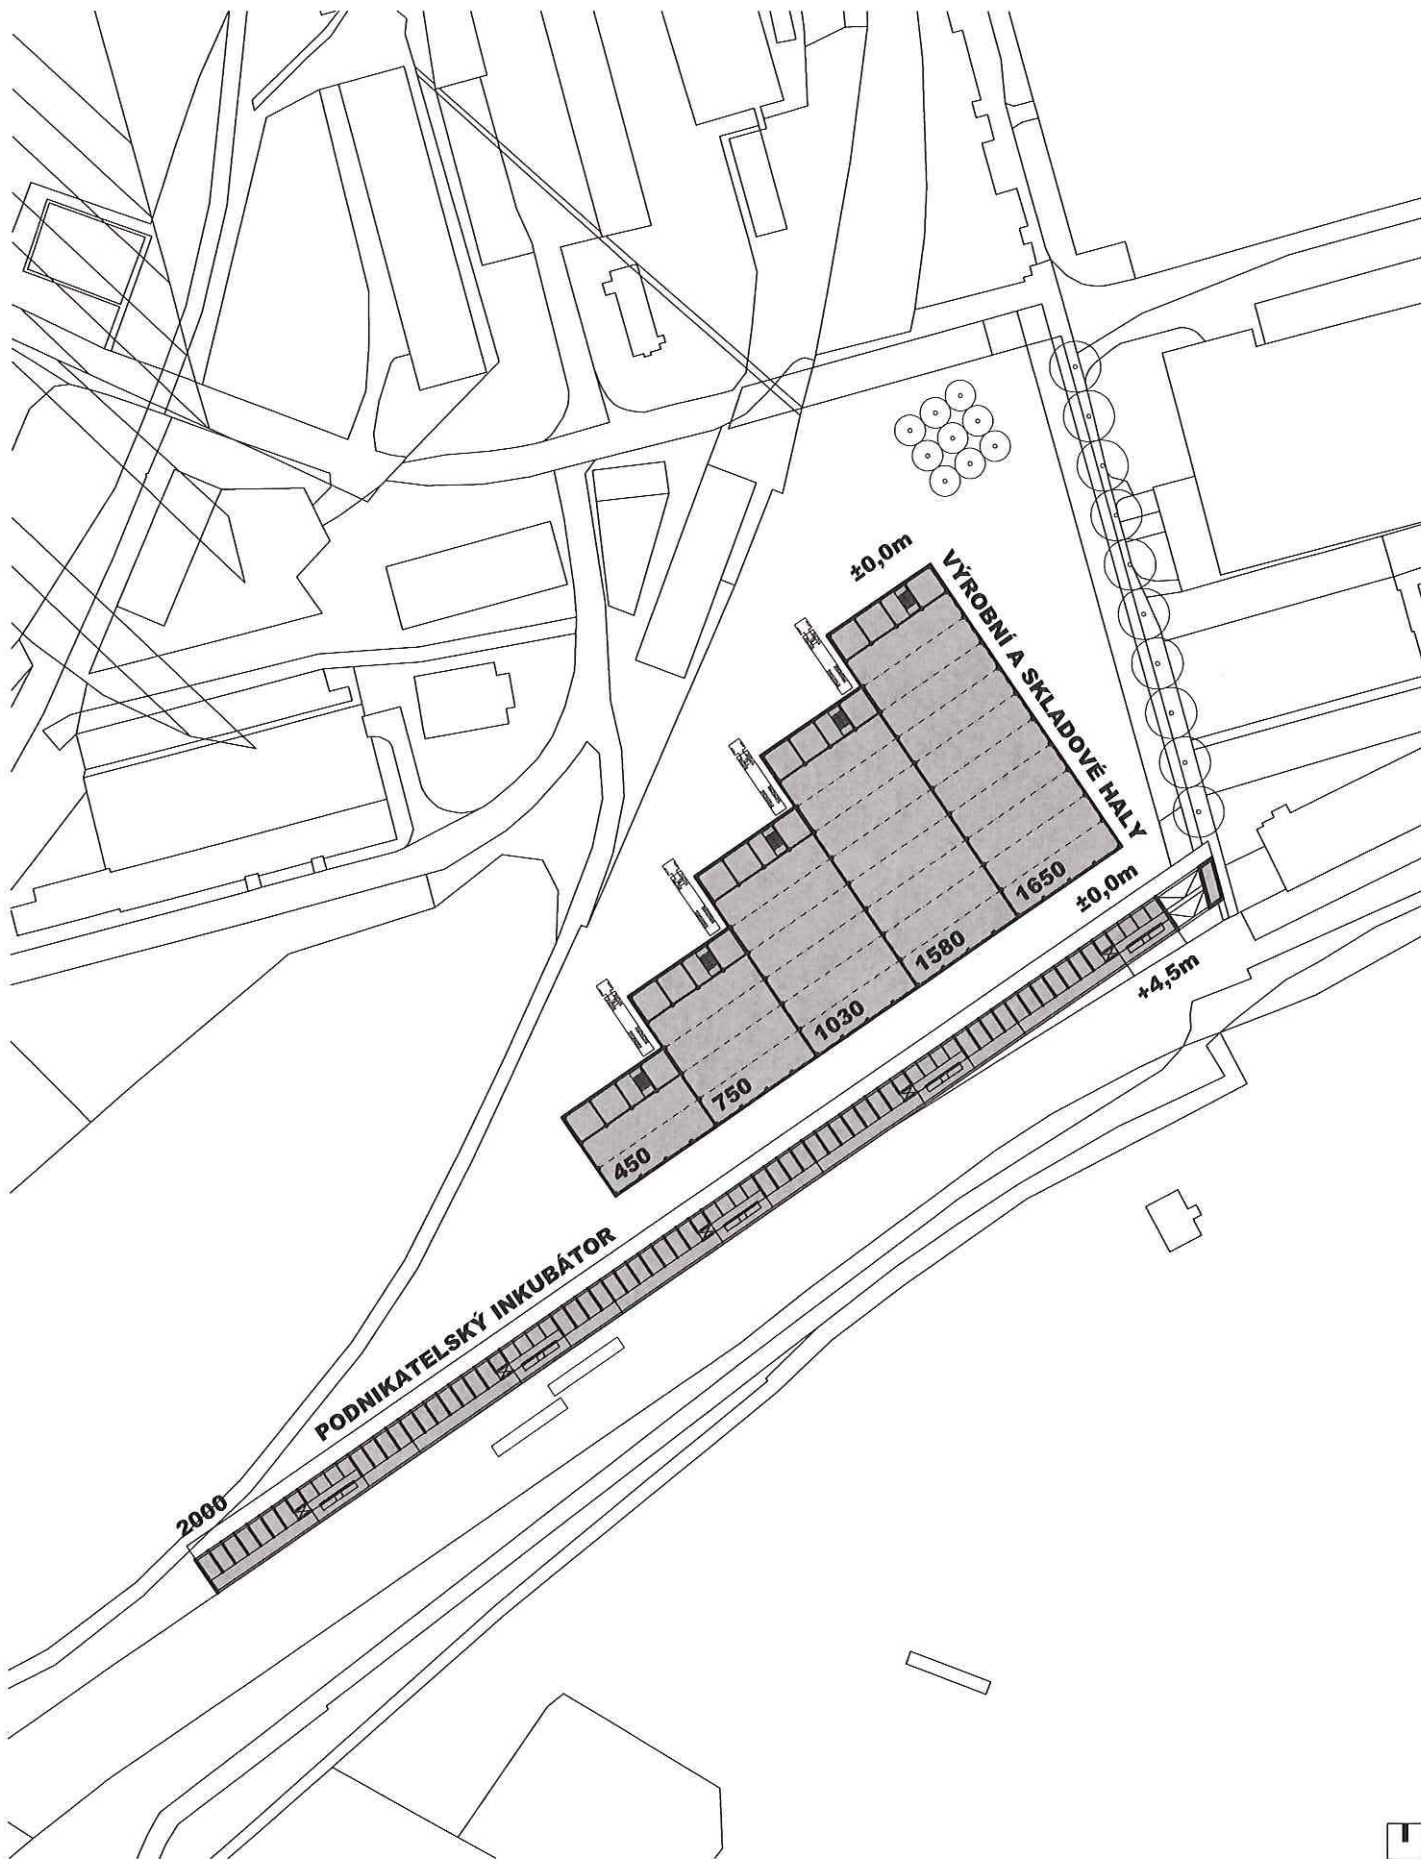 ±0,0m
VÝROBNÍ A SKLADOVÉ HALY
1650
±0,0m
1580
+4,5m
1030
750
450
PODNIKATELSKÝ INKUBÁTOR
2000